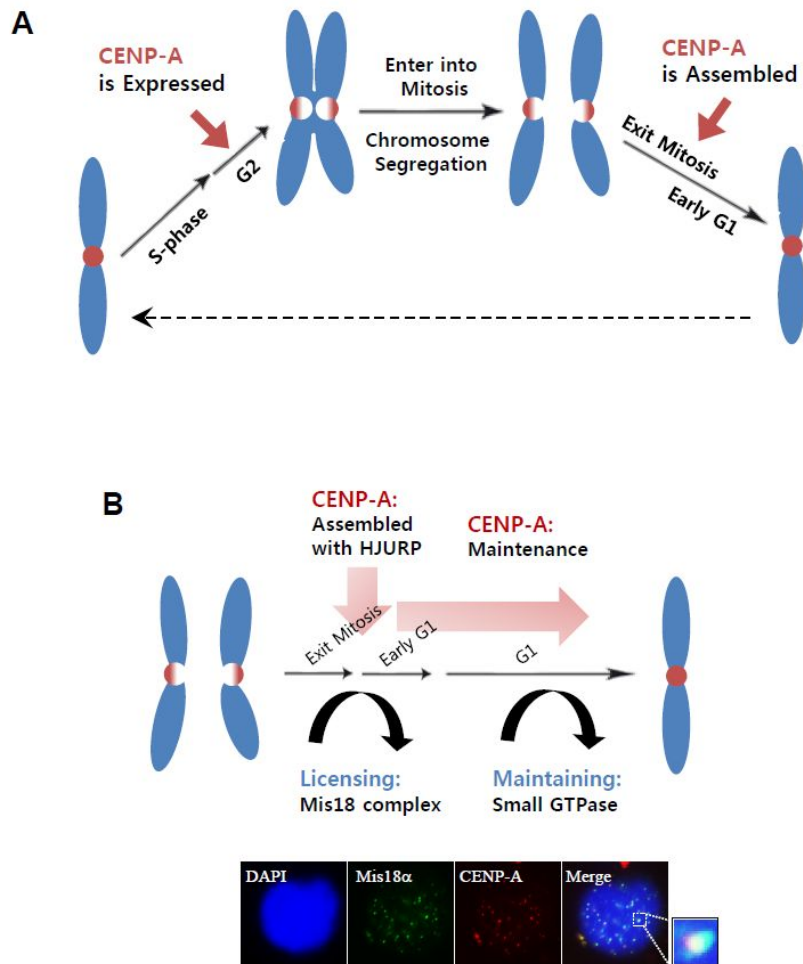 A
CENP-A
is Expressed
S-phase
G2
Enter into
Mitosis
Chromosome
Segregation
CENP-A
is Assembled
Exit Mitosis
Early G1
B
CENP-A:
Assembled
with HJURP
CENP-A:
Maintenance
Exit Mitosis
Early G1
G1
Licensing:
Mis18 complex
Maintaining:
Small GTPase
DAPI
Mis18α
CENP-A
Merge